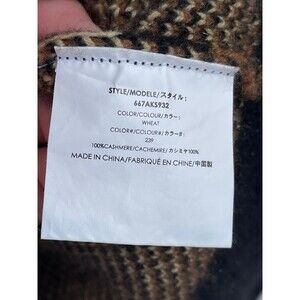 STYLE/MODELE/スタイル:
667AKS932
COLOR/COLOUR/カラー:
WHEAT
COLOR#/COLOUR#/カラー#:
239
100%CASHMERE/CACHEMIRE/カシミヤ100%
MADE IN CHINA/FABRIQUÉ EN CHINE/中国製